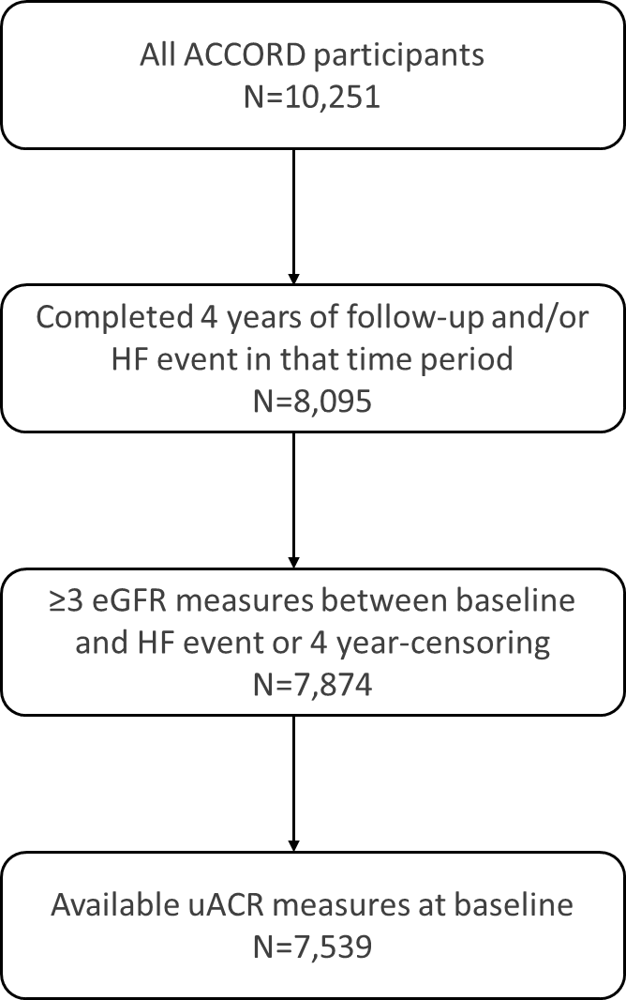 All ACCORD participants
N=10,251
Completed 4 years of follow-up and/or
HF event in that time period
N=8,095
≥3 eGFR measures between baseline
and HF event or 4 year-censoring
N=7,874
Available uACR measures at baseline
N=7,539